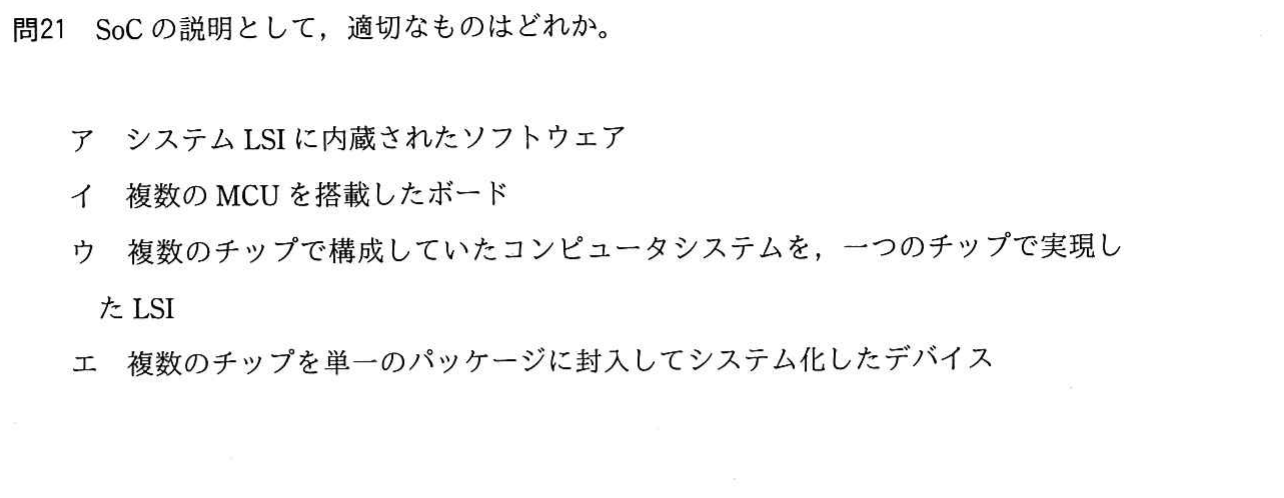 問21　SoC の説明として，適切なものはどれか。
ア　システム LSI に内蔵されたソフトウェア
イ　複数の MCU を搭載したボード
ウ　複数のチップで構成していたコンピュータシステムを，一つのチップで実現し
た LSI
エ　複数のチップを単一のパッケージに封入してシステム化したデバイス